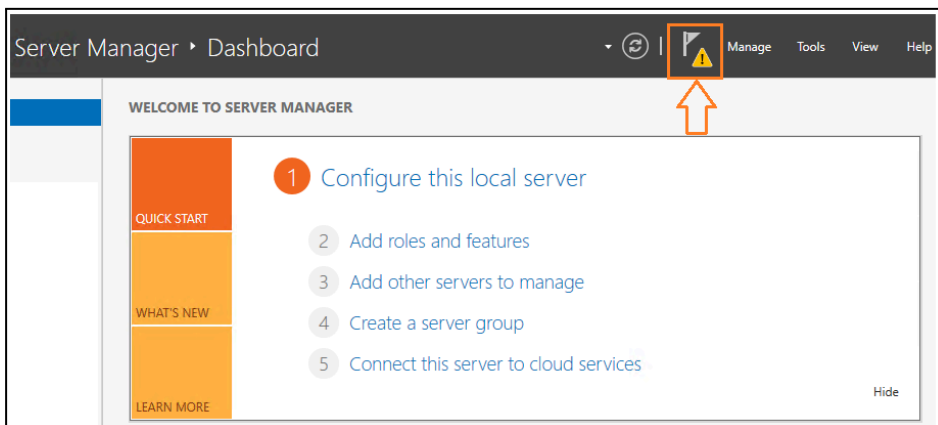 Server Manager ‣ Dashboard
Manage Tools View Help
WELCOME TO SERVER MANAGER
QUICK START
WHAT'S NEW
LEARN MORE
1 Configure this local server
2 Add roles and features
3 Add other servers to manage
4 Create a server group
5 Connect this server to cloud services
Hide